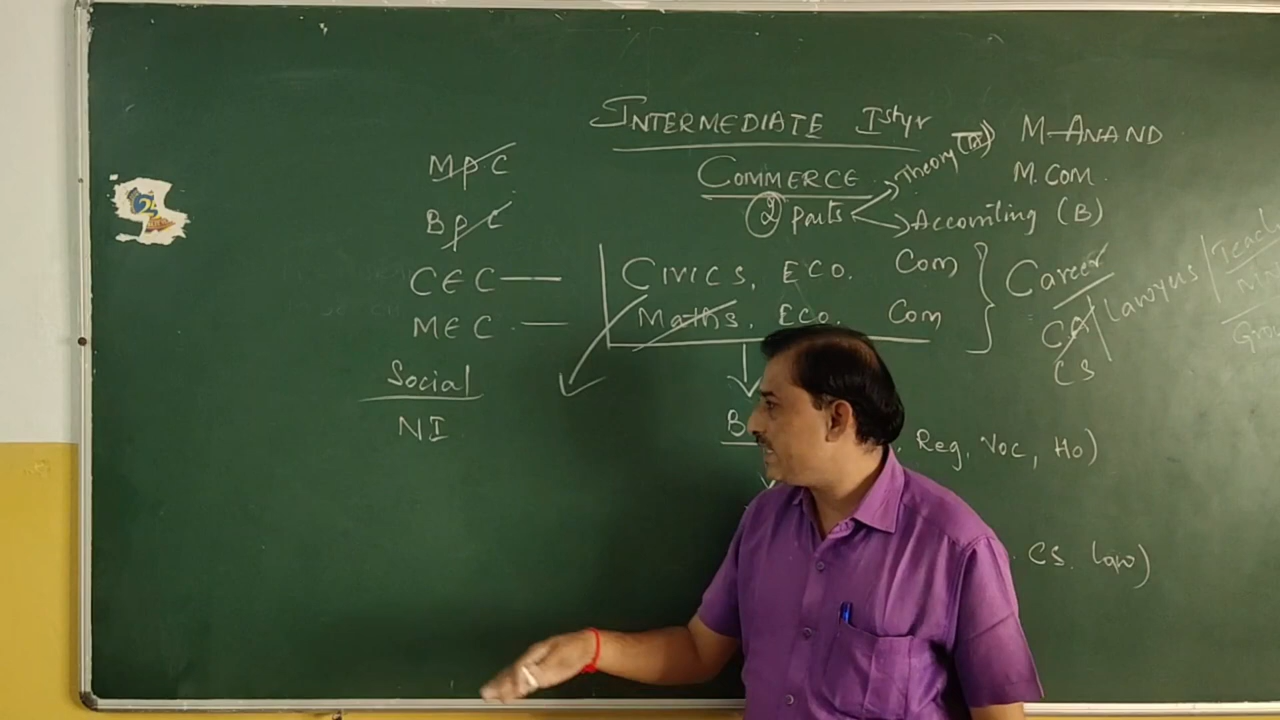 INTERMEDIATE Ist yr
M. ANAND
M.COM.
COMMERCE
Theory (A)
2 parts
Accounting (B)
MPC
BPC
CEC — CIVICS, ECO. Com
MEC — Maths, ECO. Com
Career
CA
CS
Lawyers
Social
NI
B
Reg, Voc, Ho)
CS. law)